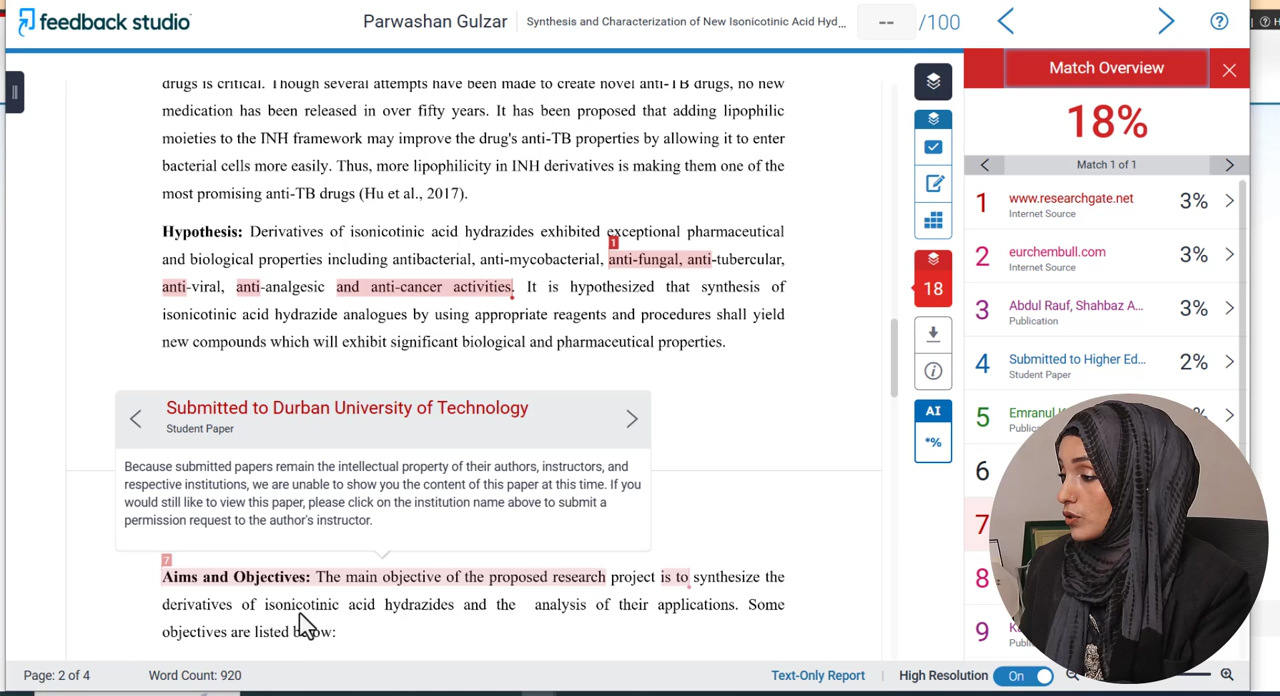 feedback studio
Parwashan Gulzar
Synthesis and Characterization of New Isonicotinic Acid Hyd...
-- /100
drugs is critical. Though several attempts have been made to create novel anti-TB drugs, no new
medication has been released in over fifty years. It has been proposed that adding lipophilic
moieties to the INH framework may improve the drug's anti-TB properties by allowing it to enter
bacterial cells more easily. Thus, more lipophilicity in INH derivatives is making them one of the
most promising anti-TB drugs (Hu et al., 2017).
Hypothesis: Derivatives of isonicotinic acid hydrazides exhibited exceptional pharmaceutical
1
and biological properties including antibacterial, anti-mycobacterial, anti-fungal, anti-tubercular,
anti-viral, anti-analgesic and anti-cancer activities. It is hypothesized that synthesis of
isonicotinic acid hydrazide analogues by using appropriate reagents and procedures shall yield
new compounds which will exhibit significant biological and pharmaceutical properties.
Submitted to Durban University of Technology
Student Paper
Because submitted papers remain the intellectual property of their authors, instructors, and
respective institutions, we are unable to show you the content of this paper at this time. If you
would still like to view this paper, please click on the institution name above to submit a
permission request to the author's instructor.
7
Aims and Objectives: The main objective of the proposed research project is to synthesize the
derivatives of isonicotinic acid hydrazides and the analysis of their applications. Some
objectives are listed
18
AI
*%
Match Overview
18%
Match 1 of 1
1 www.researchgate.net 3%
Internet Source
2 eurchembull.com 3%
Internet Source
3 Abdul Rauf, Shahbaz A... 3%
Publication
4 Submitted to Higher Ed... 2%
Student Paper
5 Emranul
6
7
8
9
Page: 2 of 4
Word Count: 920
Text-Only Report
High Resolution
On